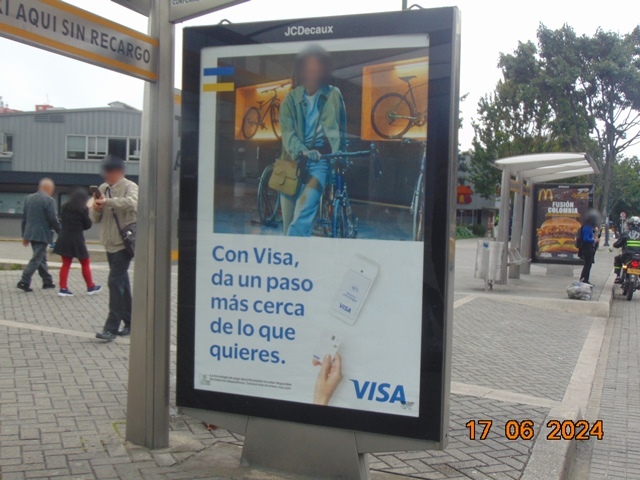 I AQUI SIN RECARGO
JCDecaux
Con Visa,
da un paso
más cerca
de lo que
quieres.
VISA
VISA
FUSIÓN
COLOMBIA
17 06 2024